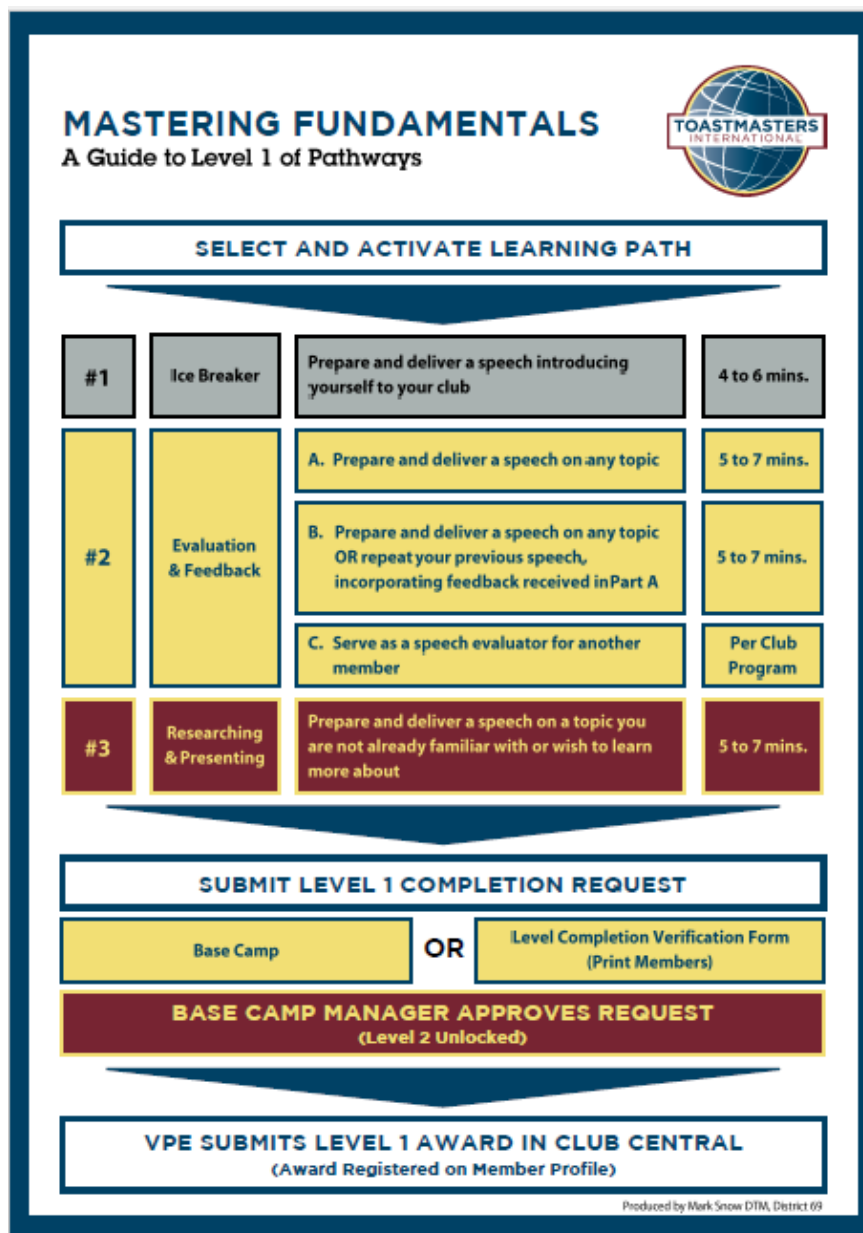 MASTERING FUNDAMENTALS
A Guide to Level 1 of Pathways
TOASTMASTERS
INTERNATIONAL
SELECT AND ACTIVATE LEARNING PATH
#1
Ice Breaker
Prepare and deliver a speech introducing
yourself to your club
4 to 6 mins.
#2
Evaluation
& Feedback
A. Prepare and deliver a speech on any topic
5 to 7 mins.
B. Prepare and deliver a speech on any topic
OR repeat your previous speech,
incorporating feedback received in Part A
5 to 7 mins.
C. Serve as a speech evaluator for another
member
Per Club
Program
#3
Researching
& Presenting
Prepare and deliver a speech on a topic you
are not already familiar with or wish to learn
more about
5 to 7 mins.
SUBMIT LEVEL 1 COMPLETION REQUEST
Base Camp
OR
Level Completion Verification Form
(Print Members)
BASE CAMP MANAGER APPROVES REQUEST
(Level 2 Unlocked)
VPE SUBMITS LEVEL 1 AWARD IN CLUB CENTRAL
(Award Registered on Member Profile)
Produced by Mark Snow DTM, District 69